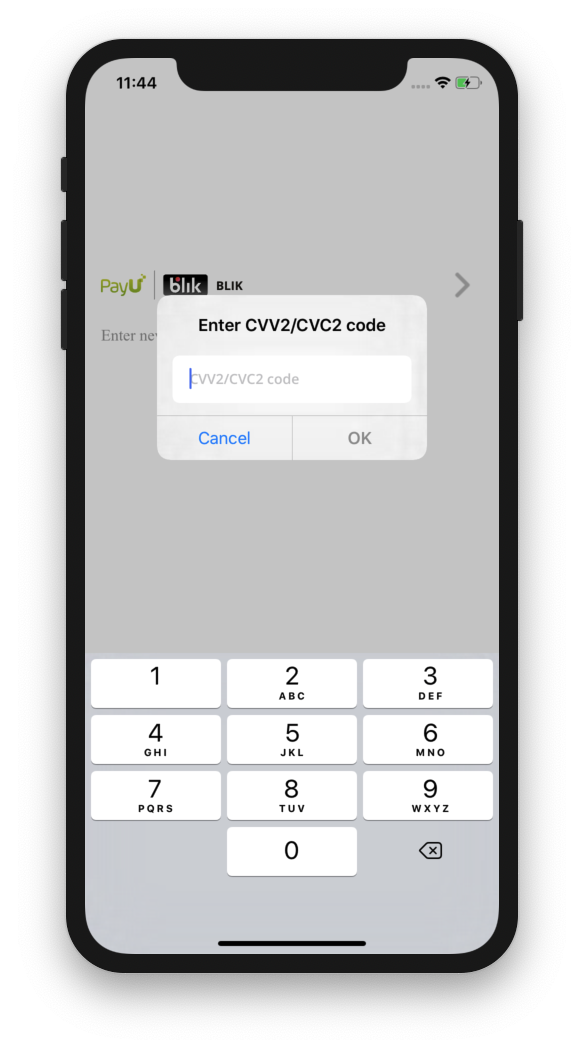 11:44
PayU blik BLIK
Enter CVV2/CVC2 code
Enter ne
CVV2/CVC2 code
Cancel OK
1 2 3
ABC DEF
4 5 6
GHI JKL MNO
7 8 9
PQRS TUV WXYZ
0